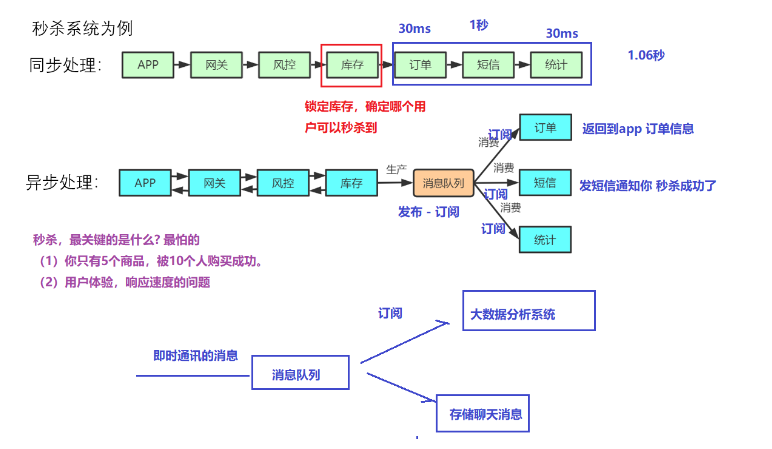 秒杀系统为例
30ms
1秒
30ms
1.06秒
同步处理：
APP
网关
风控
库存
订单
短信
统计
锁定库存，确定哪个用
户可以秒杀到
异步处理：
APP
网关
风控
库存
生产
消息队列
发布 - 订阅
消费
订阅
订单
返回到app 订单信息
消费
订阅
短信
发短信通知你 秒杀成功了
消费
订阅
统计
秒杀，最关键的是什么? 最怕的
（1）你只有5个商品，被10个人购买成功。
（2）用户体验，响应速度的问题
订阅
大数据分析系统
即时通讯的消息
消息队列
存储聊天消息